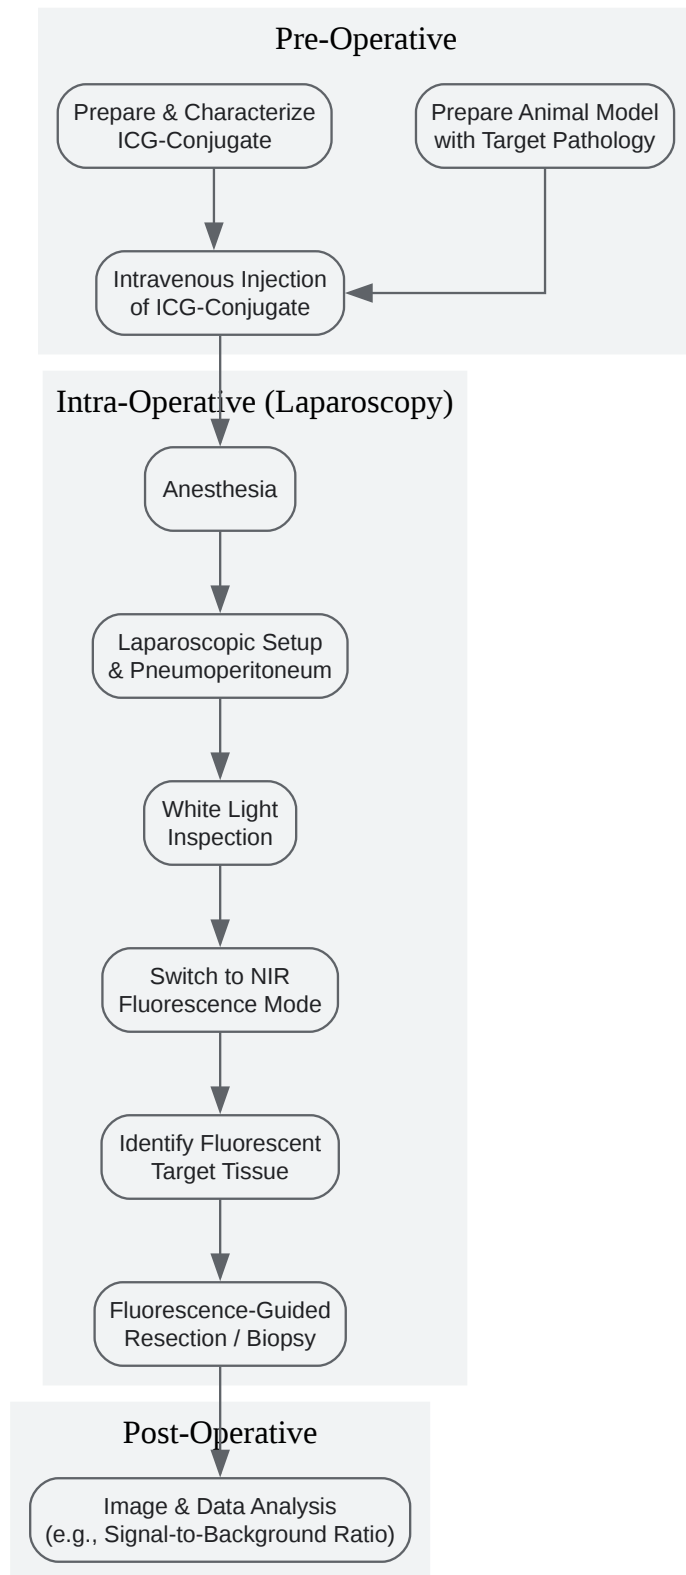 Pre-Operative
Prepare & Characterize
ICG-Conjugate
Prepare Animal Model
with Target Pathology
Intravenous Injection
of ICG-Conjugate
Intra-Operative (Laparoscopy)
Anesthesia
Laparoscopic Setup
& Pneumoperitoneum
White Light
Inspection
Switch to NIR
Fluorescence Mode
Identify Fluorescent
Target Tissue
Fluorescence-Guided
Resection / Biopsy
Post-Operative
Image & Data Analysis
(e.g., Signal-to-Background Ratio)